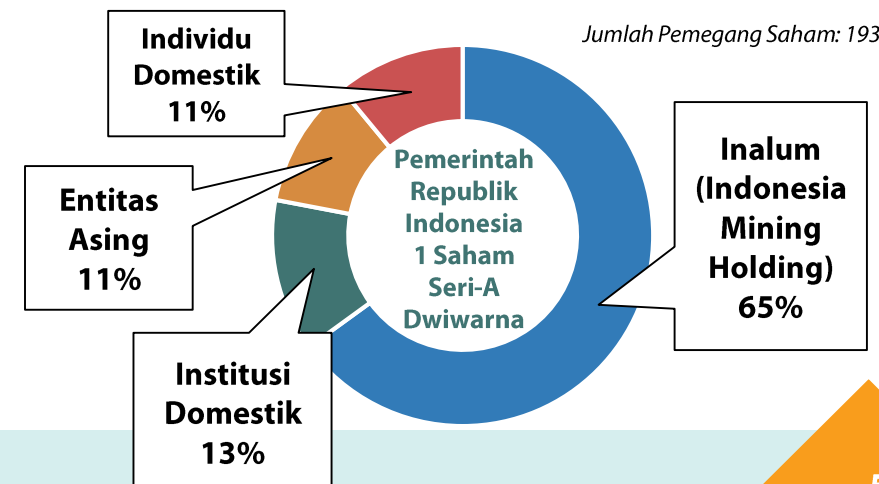 Jumlah Pemegang Saham: 193
Individu
Domestik
11%
Entitas
Asing
11%
Institusi
Domestik
13%
Pemerintah
Republik
Indonesia
1 Saham
Seri-A
Dwiwarna
Inalum
(Indonesia
Mining
Holding)
65%